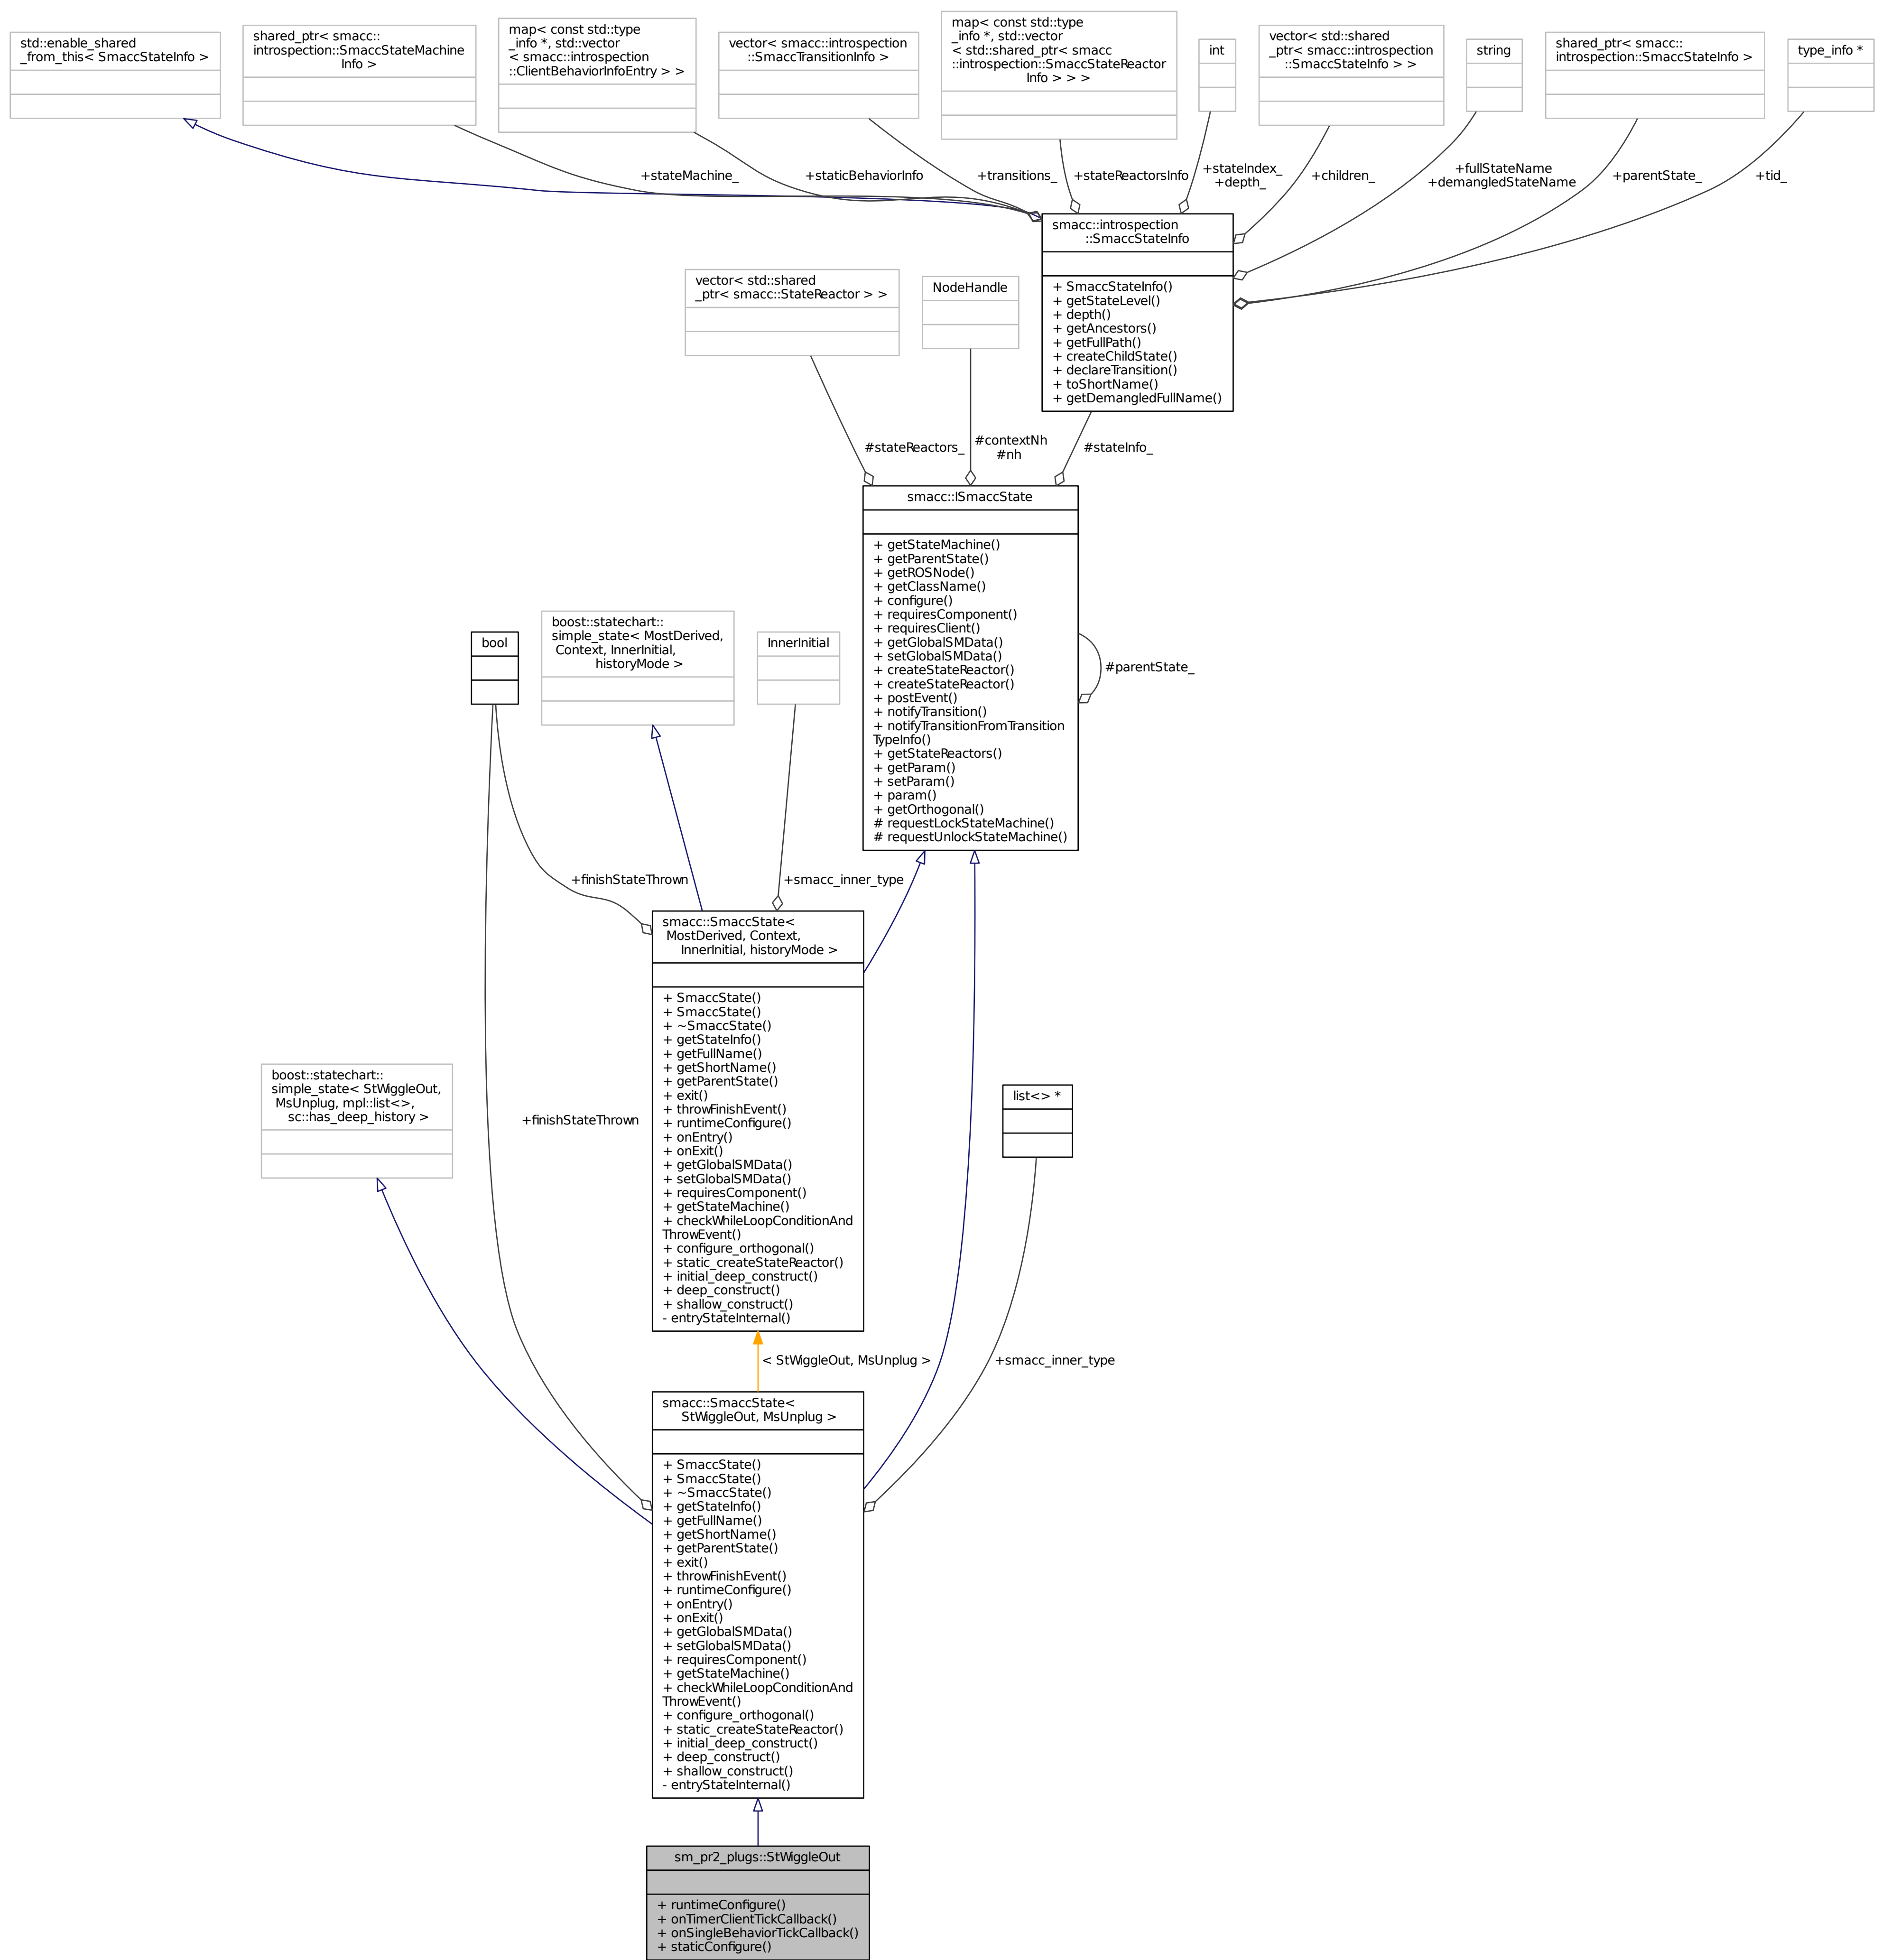 std::enable_shared
_from_this< SmaccStateInfo >
shared_ptr< smacc::
introspection::SmaccStateMachine
Info >
map< const std::type
_info *, std::vector
< smacc::introspection
::ClientBehaviorInfoEntry > >
vector< smacc::introspection
::SmaccTransitionInfo >
map< const std::type
_info *, std::vector
< std::shared_ptr< smacc
::introspection::SmaccStateReactor
Info > > >
int
vector< std::shared
_ptr< smacc::introspection
::SmaccStateInfo > >
string
shared_ptr< smacc::
introspection::SmaccStateInfo >
type_info *
+stateMachine_
+staticBehaviorInfo
+transitions_
+stateReactorsInfo
+stateIndex_
+depth_
+children_
+fullStateName
+demangledStateName
+parentState_
+tid_
smacc::introspection
::SmaccStateInfo
+ SmaccStateInfo()
+ getStateLevel()
+ depth()
+ getAncestors()
+ getFullPath()
+ createChildState()
+ declareTransition()
+ toShortName()
+ getDemangledFullName()
vector< std::shared
_ptr< smacc::StateReactor > >
NodeHandle
#stateReactors_
#contextNh
#nh
#stateInfo_
smacc::ISmaccState
+ getStateMachine()
+ getParentState()
+ getROSNode()
+ getClassName()
+ configure()
+ requiresComponent()
+ requiresClient()
+ getGlobalSMData()
+ setGlobalSMData()
+ createStateReactor()
+ createStateReactor()
+ postEvent()
+ notifyTransition()
+ notifyTransitionFromTransition
TypeInfo()
+ getStateReactors()
+ getParam()
+ setParam()
+ param()
+ getOrthogonal()
# requestLockStateMachine()
# requestUnlockStateMachine()
#parentState_
bool
boost::statechart::
simple_state< MostDerived,
Context, InnerInitial,
historyMode >
InnerInitial
+finishStateThrown
+smacc_inner_type
smacc::SmaccState<
MostDerived, Context,
InnerInitial, historyMode >
+ SmaccState()
+ SmaccState()
+ ~SmaccState()
+ getStateInfo()
+ getFullName()
+ getShortName()
+ getParentState()
+ exit()
+ throwFinishEvent()
+ runtimeConfigure()
+ onEntry()
+ onExit()
+ getGlobalSMData()
+ setGlobalSMData()
+ requiresComponent()
+ getStateMachine()
+ checkWhileLoopConditionAnd
ThrowEvent()
+ configure_orthogonal()
+ static_createStateReactor()
+ initial_deep_construct()
+ deep_construct()
+ shallow_construct()
- entryStateInternal()
boost::statechart::
simple_state< StWiggleOut,
MsUnplug, mpl::list<>,
sc::has_deep_history >
+finishStateThrown
list<> *
< StWiggleOut, MsUnplug >
+smacc_inner_type
smacc::SmaccState<
StWiggleOut, MsUnplug >
+ SmaccState()
+ SmaccState()
+ ~SmaccState()
+ getStateInfo()
+ getFullName()
+ getShortName()
+ getParentState()
+ exit()
+ throwFinishEvent()
+ runtimeConfigure()
+ onEntry()
+ onExit()
+ getGlobalSMData()
+ setGlobalSMData()
+ requiresComponent()
+ getStateMachine()
+ checkWhileLoopConditionAnd
ThrowEvent()
+ configure_orthogonal()
+ static_createStateReactor()
+ initial_deep_construct()
+ deep_construct()
+ shallow_construct()
- entryStateInternal()
sm_pr2_plugs::StWiggleOut
+ runtimeConfigure()
+ onTimerClientTickCallback()
+ onSingleBehaviorTickCallback()
+ staticConfigure()